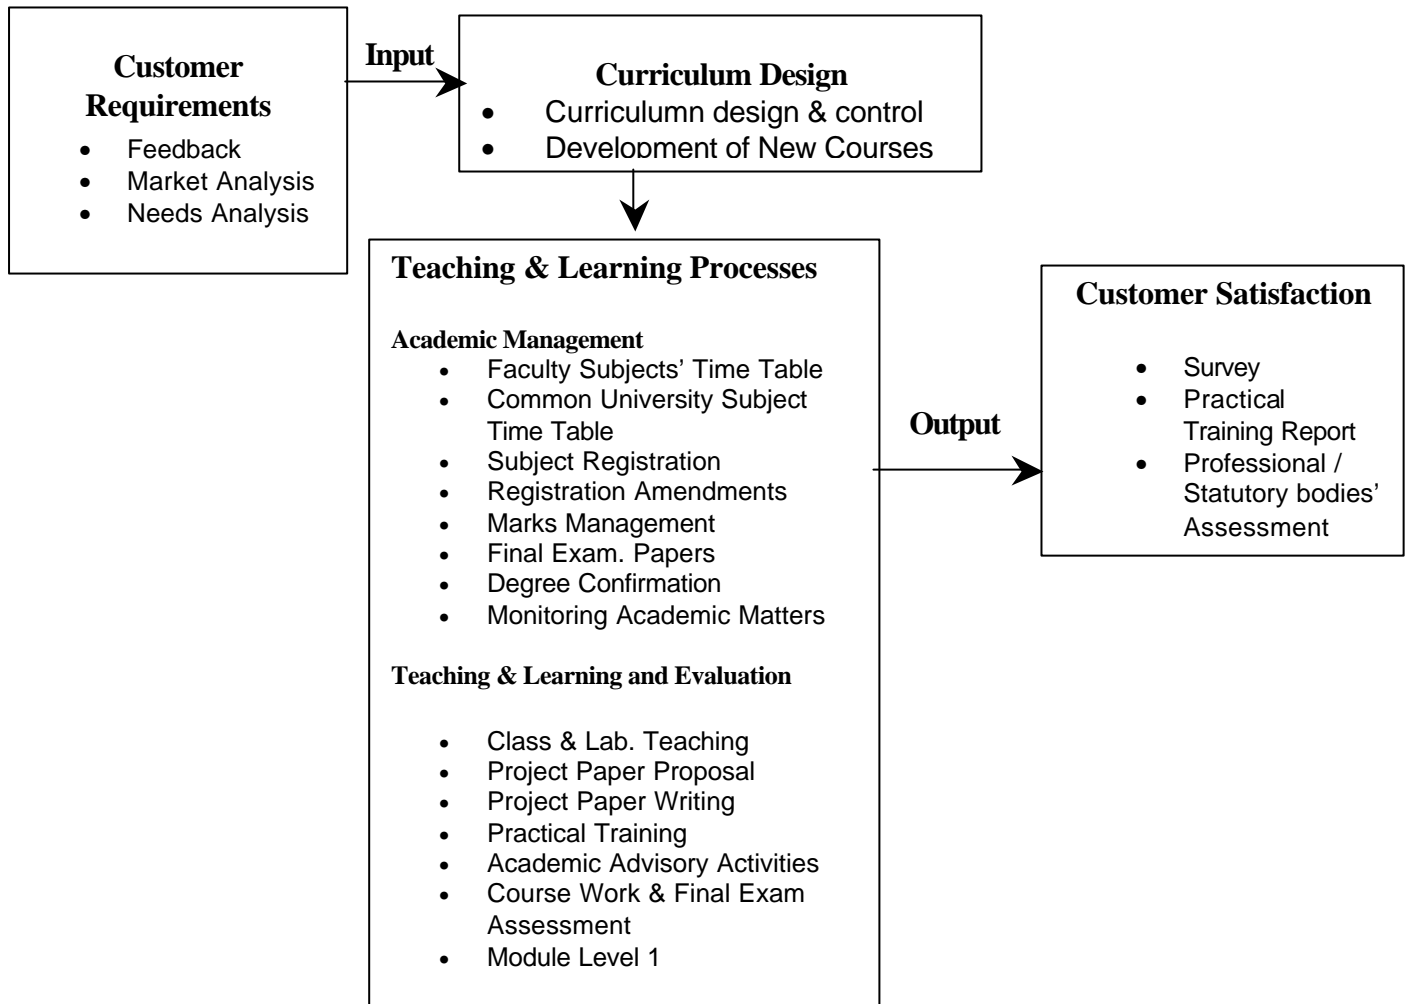 Customer
Requirements
• Feedback
• Market Analysis
• Needs Analysis
Input
Curriculum Design
• Curriculumn design & control
• Development of New Courses
Teaching & Learning Processes
Academic Management
• Faculty Subjects’ Time Table
• Common University Subject
Time Table
• Subject Registration
• Registration Amendments
• Marks Management
• Final Exam. Papers
• Degree Confirmation
• Monitoring Academic Matters
Teaching & Learning and Evaluation
• Class & Lab. Teaching
• Project Paper Proposal
• Project Paper Writing
• Practical Training
• Academic Advisory Activities
• Course Work & Final Exam
Assessment
• Module Level 1
Output
Customer Satisfaction
• Survey
• Practical
Training Report
• Professional /
Statutory bodies’
Assessment